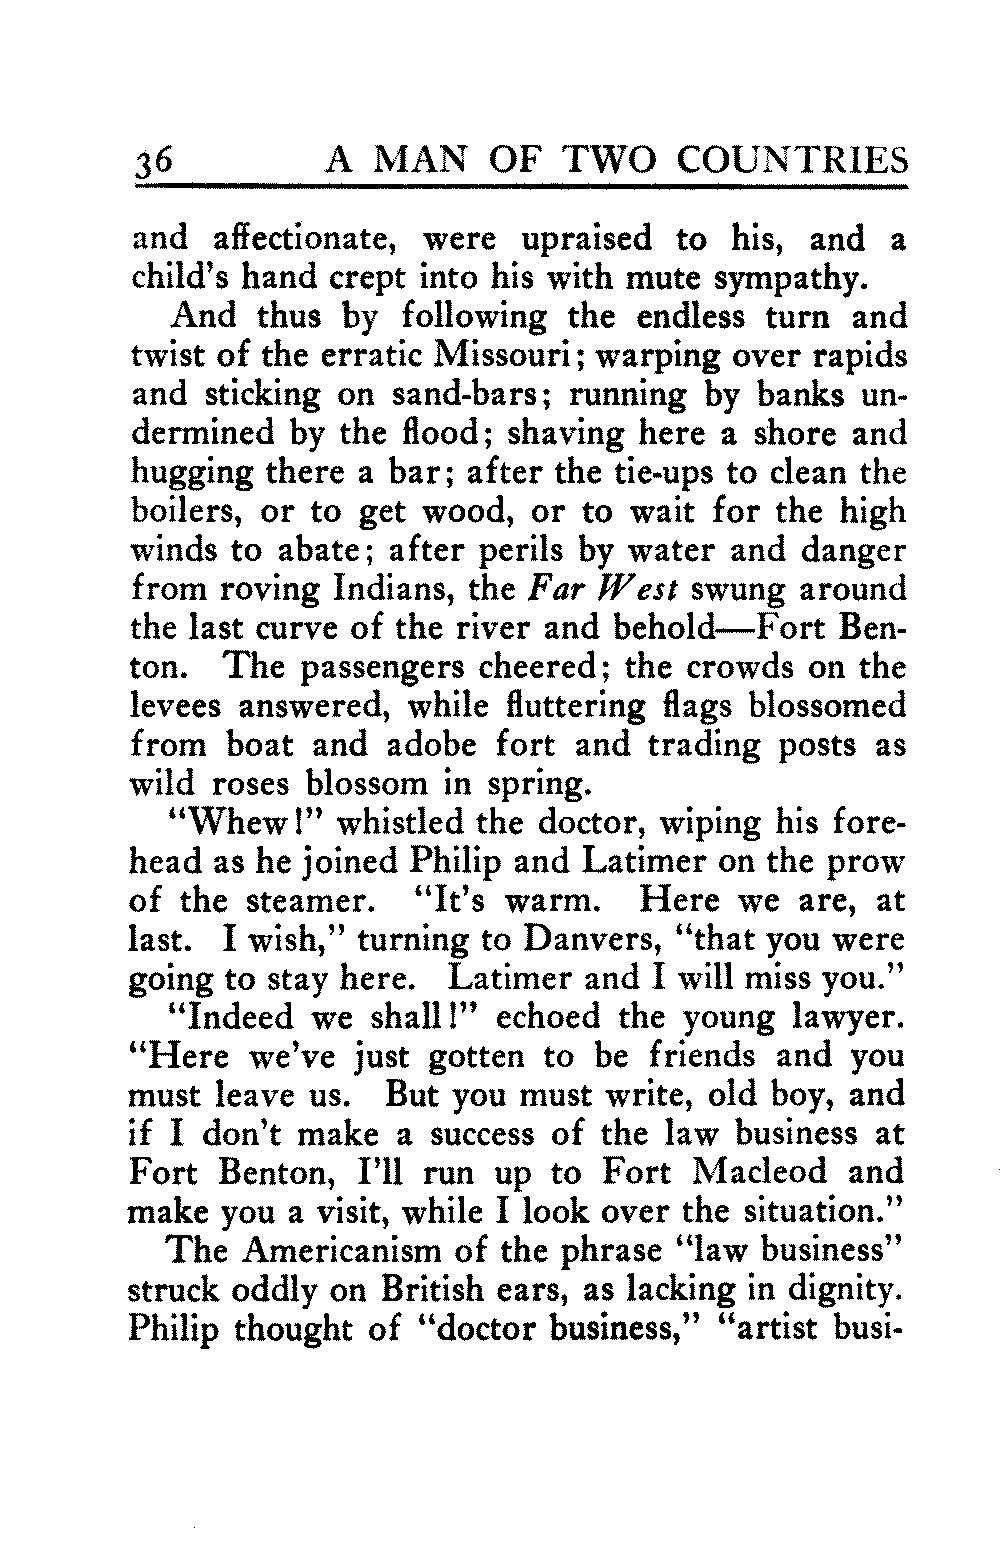 36 A MAN OF TWO COUNTRIES
and affectionate, were upraised to his, and a
child's hand crept into his with mute sympathy.
And thus by following the endless turn and
twist of the erratic Missouri; warping over rapids
and sticking on sand-bars; running by banks un-
dermined by the flood; shaving here a shore and
hugging there a bar; after the tie-ups to clean the
boilers, or to get wood, or to wait for the high
winds to abate; after perils by water and danger
from roving Indians, the Far West swung around
the last curve of the river and behold—Fort Ben-
ton. The passengers cheered; the crowds on the
levees answered, while fluttering flags blossomed
from boat and adobe fort and trading posts as
wild roses blossom in spring.
"Whew!" whistled the doctor, wiping his fore-
head as he joined Philip and Latimer on the prow
of the steamer. "It's warm. Here we are, at
last. I wish," turning to Danvers, "that you were
going to stay here. Latimer and I will miss you."
"Indeed we shall!" echoed the young lawyer.
"Here we've just gotten to be friends and you
must leave us. But you must write, old boy, and
if I don't make a success of the law business at
Fort Benton, I'll run up to Fort Macleod and
make you a visit, while I look over the situation."
The Americanism of the phrase "law business"
struck oddly on British ears, as lacking in dignity.
Philip thought of "doctor business," "artist busi-